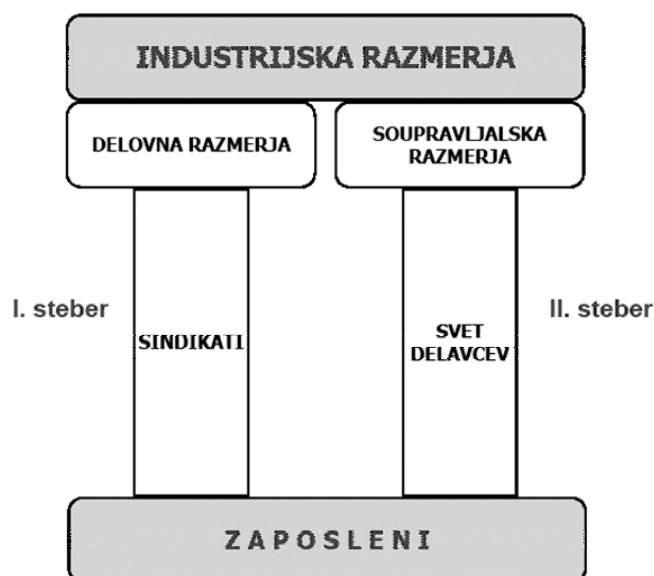 INDUSTRIJSKA RAZMERJA
DELOVNA RAZMERJA
SOUPRAVLJALSKA
RAZMERJA
I. steber
SINDIKATI
SVET
DELAVCEV
II. steber
ZAPOSLENI